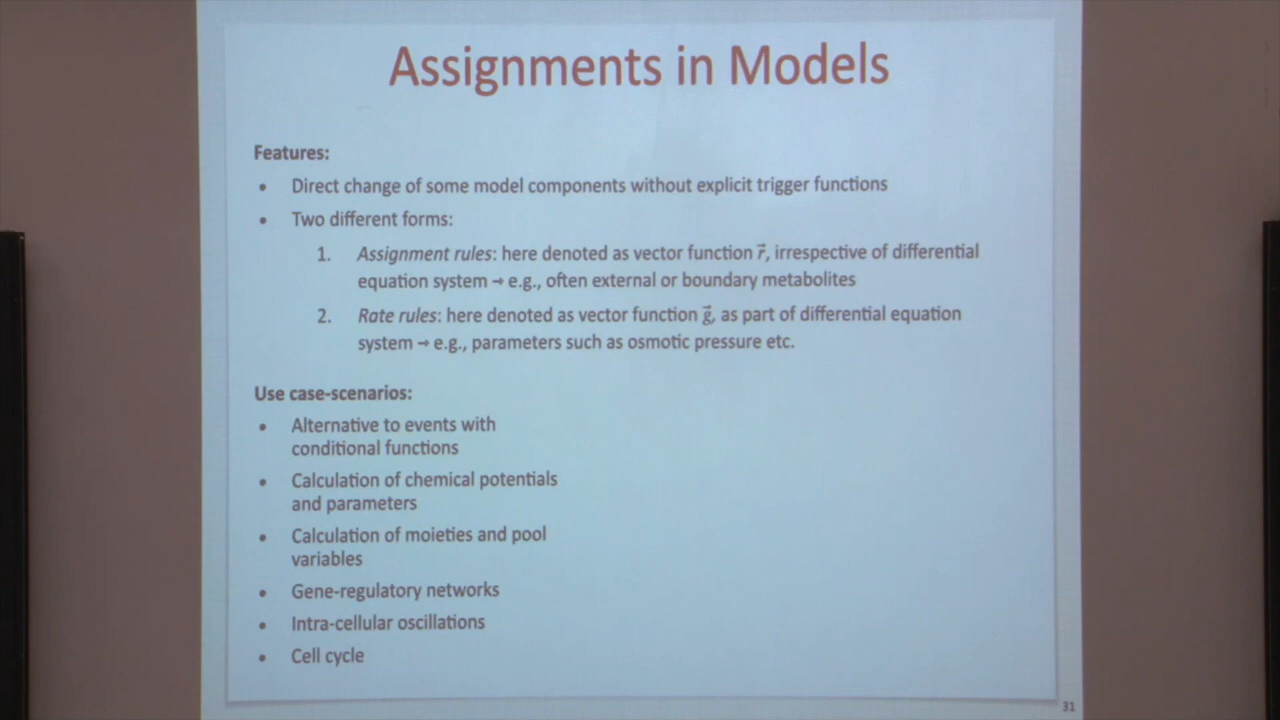 Assignments in Models
Features:
• Direct change of some model components without explicit trigger functions
• Two different forms:
1. Assignment rules: here denoted as vector function r⃗, irrespective of differential
equation system → e.g., often external or boundary metabolites
2. Rate rules: here denoted as vector function g⃗, as part of differential equation
system → e.g., parameters such as osmotic pressure etc.
Use case-scenarios:
• Alternative to events with
conditional functions
• Calculation of chemical potentials
and parameters
• Calculation of moieties and pool
variables
• Gene-regulatory networks
• Intra-cellular oscillations
• Cell cycle
31